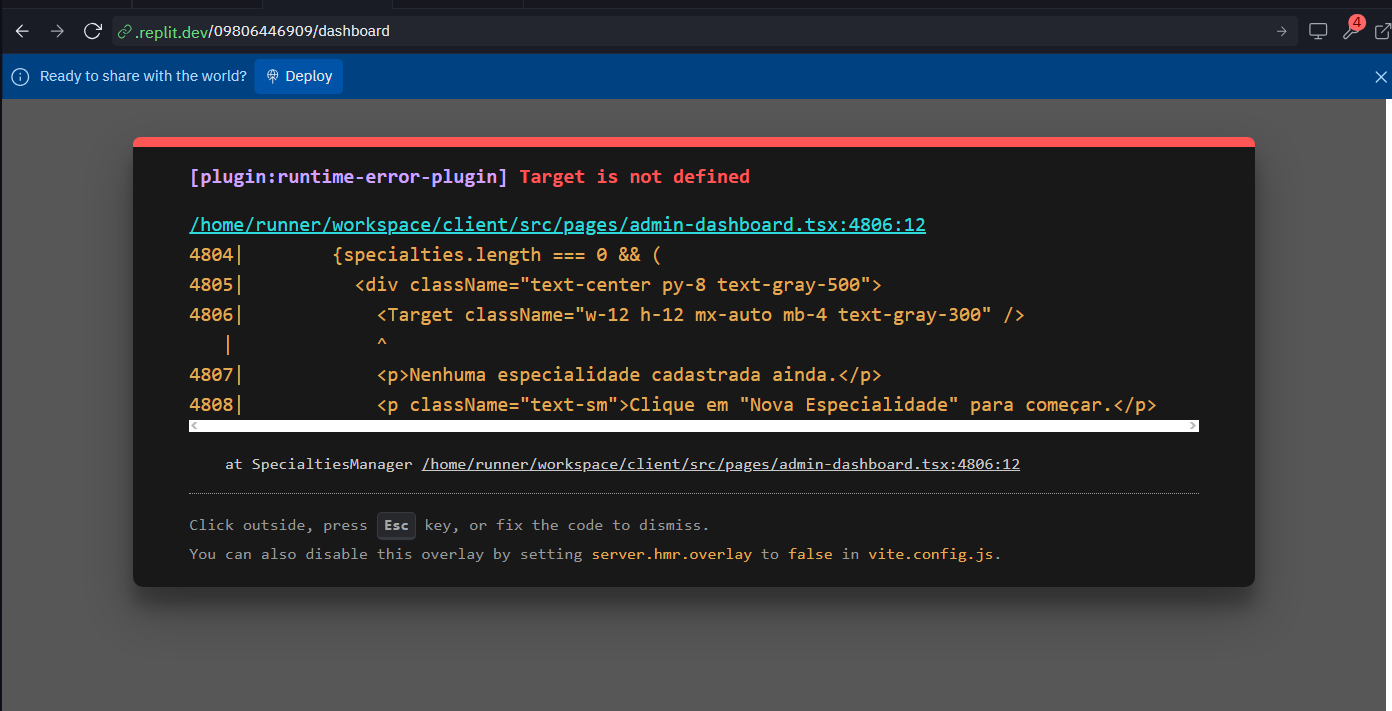 .replit.dev/09806446909/dashboard
4
Ready to share with the world?
Deploy
[plugin:runtime-error-plugin] Target is not defined
/home/runner/workspace/client/src/pages/admin-dashboard.tsx:4806:12
4804|        {specialties.length === 0 && (
4805|          <div className="text-center py-8 text-gray-500">
4806|            <Target className="w-12 h-12 mx-auto mb-4 text-gray-300" />
|            ^
4807|            <p>Nenhuma especialidade cadastrada ainda.</p>
4808|            <p className="text-sm">Clique em "Nova Especialidade" para começar.</p>
at SpecialtiesManager /home/runner/workspace/client/src/pages/admin-dashboard.tsx:4806:12
Click outside, press Esc key, or fix the code to dismiss.
You can also disable this overlay by setting server.hmr.overlay to false in vite.config.js.